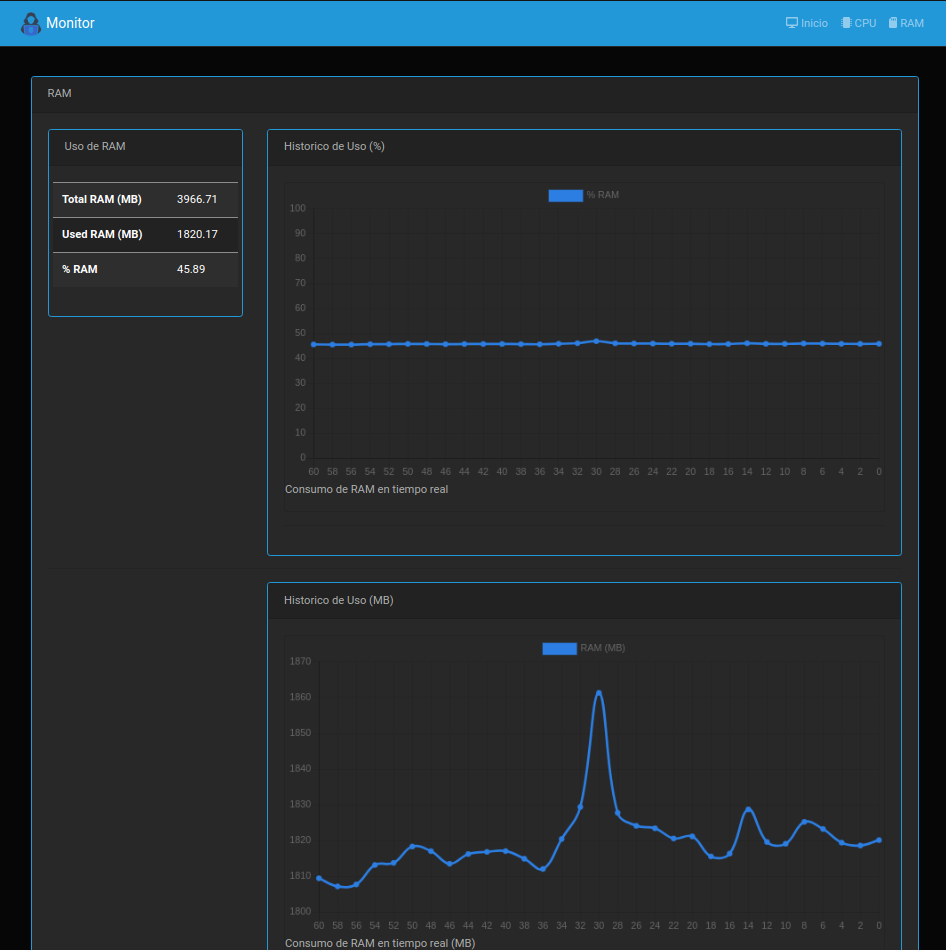 Monitor
Inicio CPU RAM
RAM
Uso de RAM
Total RAM (MB) 3966.71
Used RAM (MB) 1820.17
% RAM 45.89
Historico de Uso (%)
% RAM
100
90
80
70
60
50
40
30
20
10
0
60 58 56 54 52 50 48 46 44 42 40 38 36 34 32 30 28 26 24 22 20 18 16 14 12 10 8 6 4 2 0
Consumo de RAM en tiempo real
Historico de Uso (MB)
RAM (MB)
1870
1860
1850
1840
1830
1820
1810
1800
60 58 56 54 52 50 48 46 44 42 40 38 36 34 32 30 28 26 24 22 20 18 16 14 12 10 8 6 4 2 0
Consumo de RAM en tiempo real (MB)